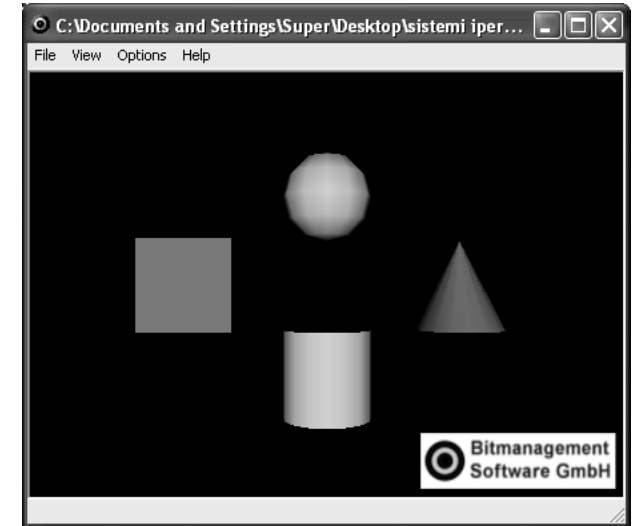 C:\Documents and Settings\Super\Desktop\sistemi iper...
File View Options Help
Bitmanagement
Software GmbH